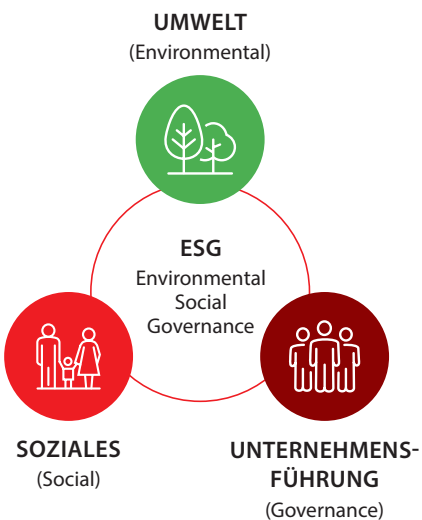 UMWELT
(Environmental)
ESG
Environmental
Social
Governance
SOZIALES
(Social)
UNTERNEHMENS-
FÜHRUNG
(Governance)